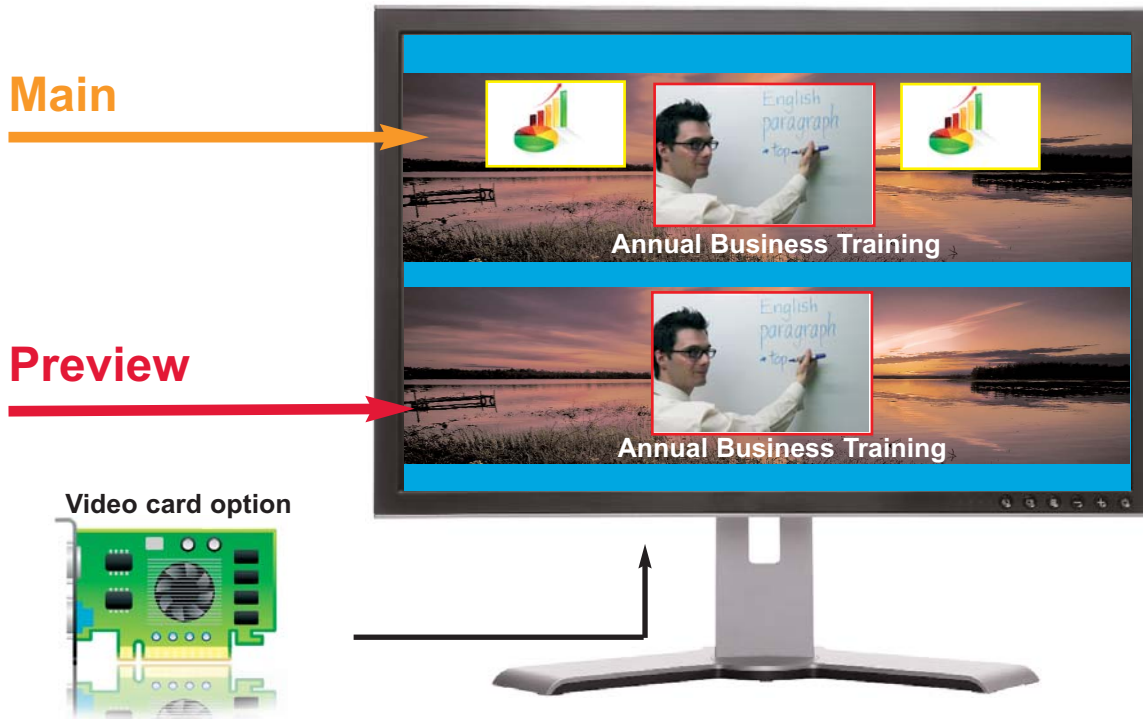 Main
English
paragraph
• top
Annual Business Training
Preview
English
paragraph
• top
Annual Business Training
Video card option